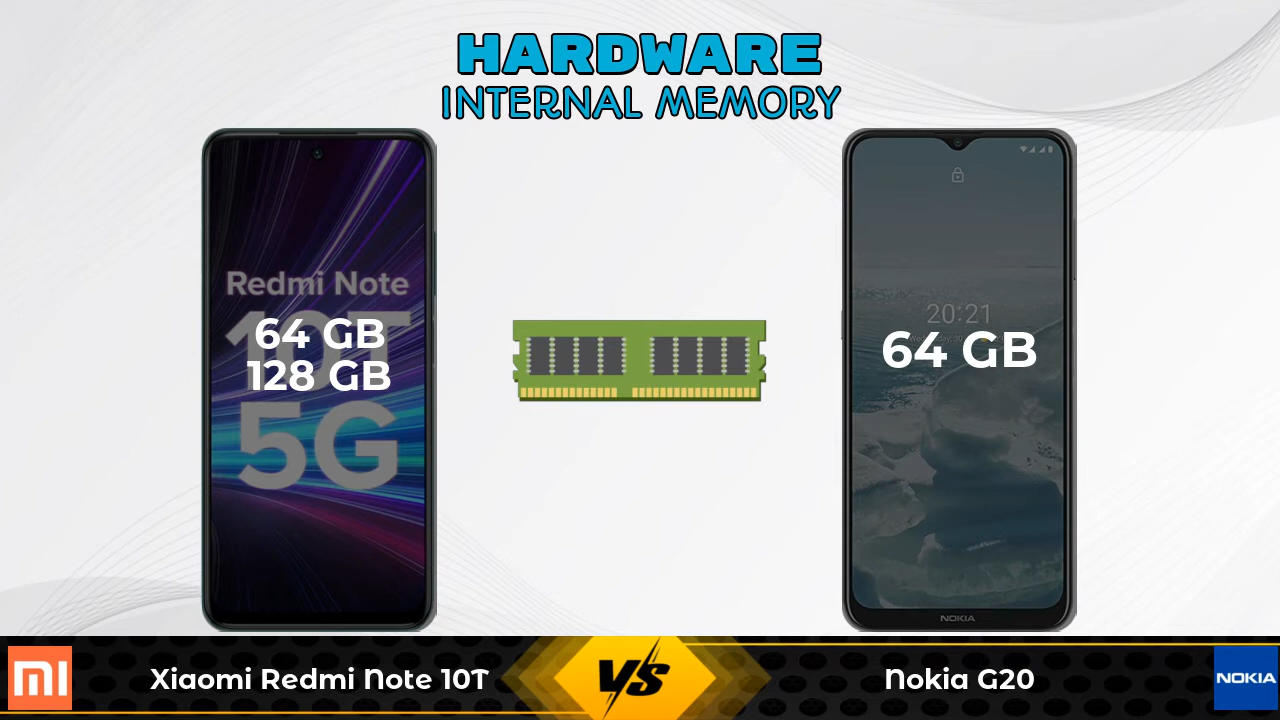 HARDWARE
INTERNAL MEMORY
Redmi Note
10T
64 GB
128 GB
5G
20:21
64 GB
NOKIA
Xiaomi Redmi Note 10T
VS
Nokia G20
NOKIA